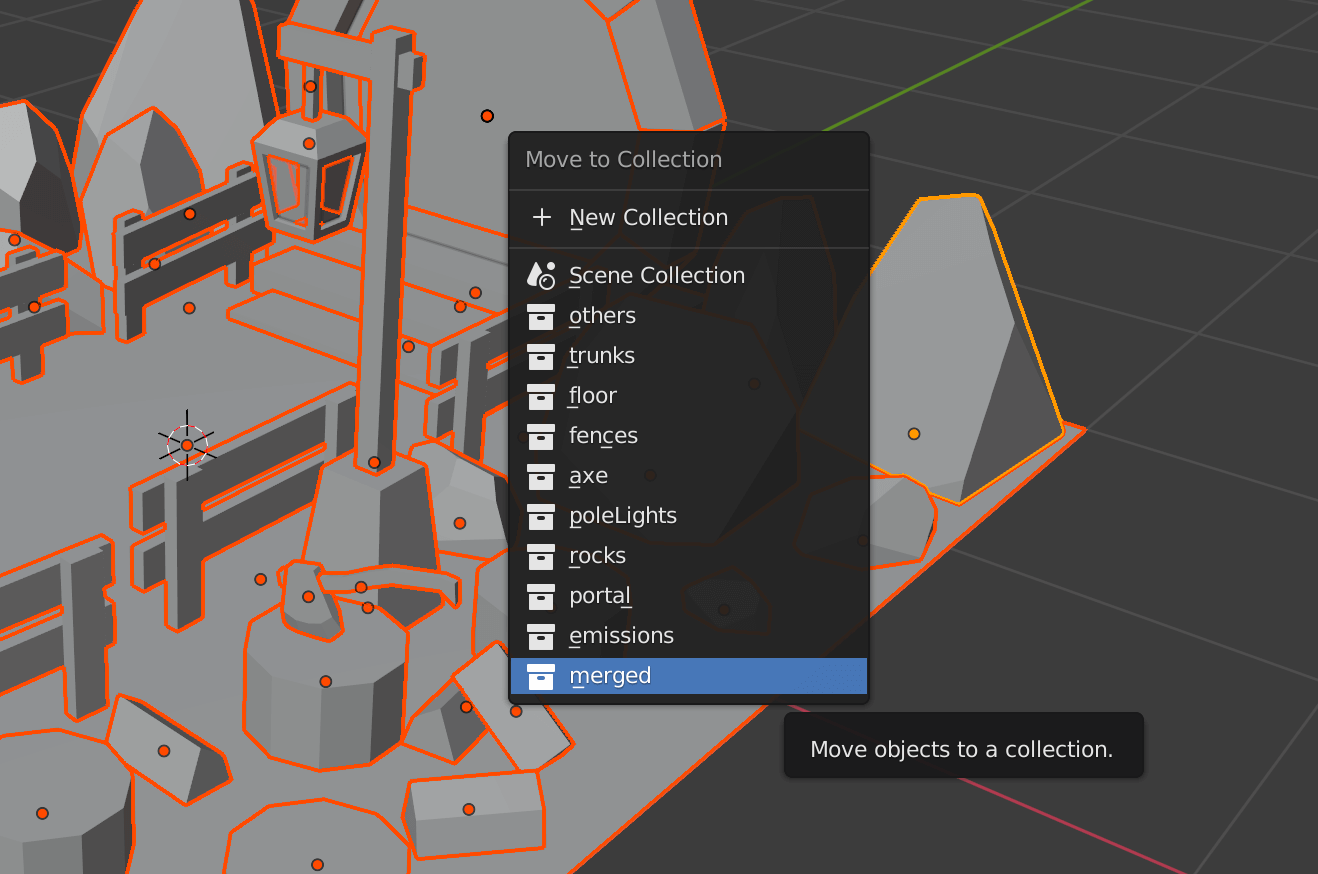 Move to Collection
New Collection
Scene Collection
others
trunks
floor
fences
axe
poleLights
rocks
portal
emissions
merged
Move objects to a collection.